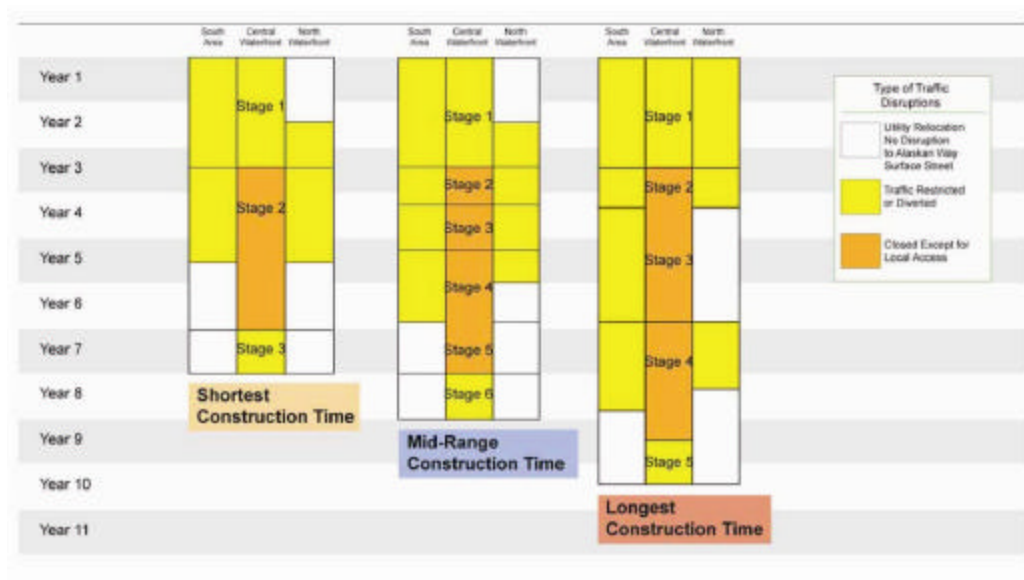 South Central North South Central North South Central North
Area Waterfront Waterfront Area Waterfront Waterfront Area Waterfront Waterfront
Year 1
Year 2
Year 3
Year 4
Year 5
Year 6
Year 7
Year 8
Year 9
Year 10
Year 11
Stage 1
Stage 2
Stage 3
Shortest
Construction Time
Stage 1
Stage 2
Stage 3
Stage 4
Stage 5
Stage 6
Mid-Range
Construction Time
Stage 1
Stage 2
Stage 3
Stage 4
Stage 5
Longest
Construction Time
Type of Traffic
Disruptions
Utility Relocation
No Disruption
to Alaskan Way
Surface Street
Traffic Restricted
or Diverted
Closed Except for
Local Access